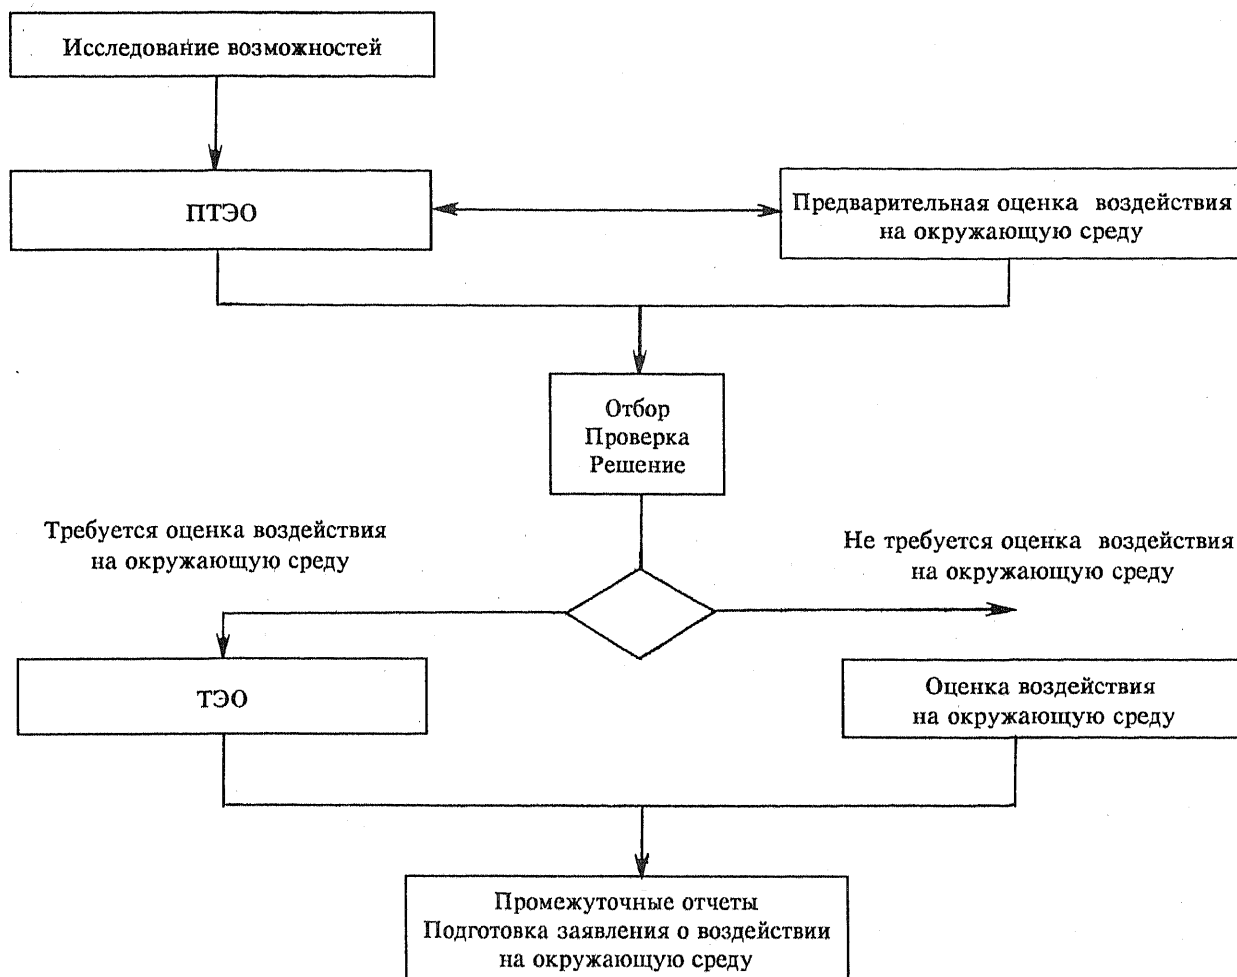 Исследование возможностей
ПТЭО
Предварительная оценка воздействия
на окружающую среду
Отбор
Проверка
Решение
Требуется оценка воздействия
на окружающую среду
Не требуется оценка воздействия
на окружающую среду
ТЭО
Оценка воздействия
на окружающую среду
Промежуточные отчеты
Подготовка заявления о воздействии
на окружающую среду